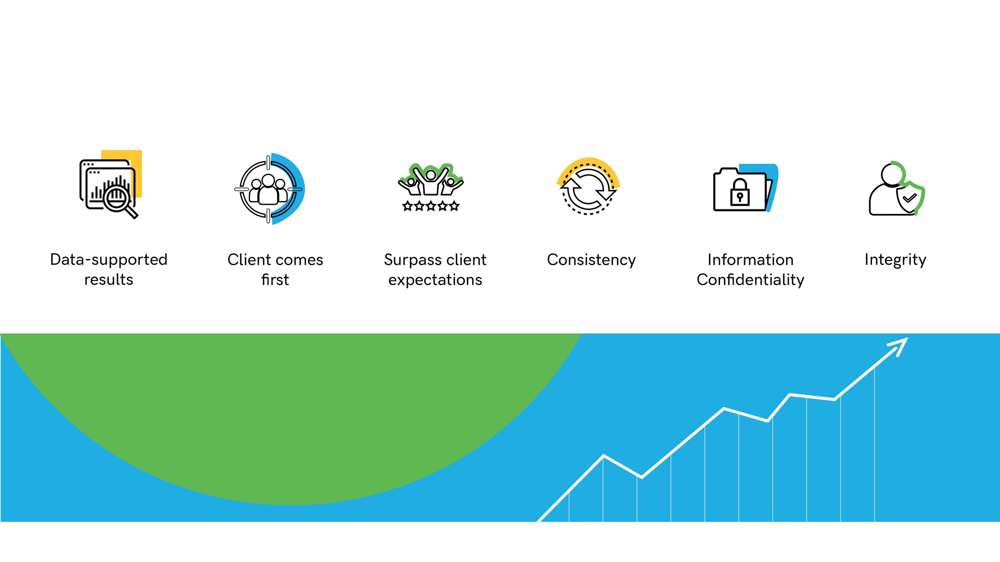 Data-supported
results
Client comes
first
Surpass client
expectations
Consistency
Information
Confidentiality
Integrity